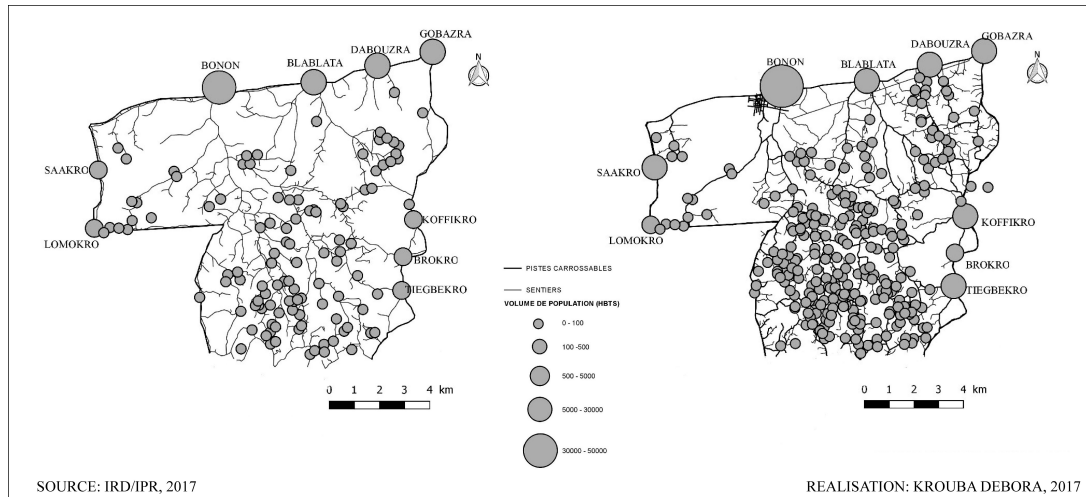 GOBAZRA
DABOUZRA
BLABLATA
BONON
N
SAAKRO
LOMOKRO
KOFFIKRO
BROKRO
TIEGBEKRO
0 1 2 3 4 km
GOBAZRA
DABOUZRA
BONON
BLABLATA
N
SAAKRO
LOMOKRO
KOFFIKRO
BROKRO
TIEGBEKRO
0 1 2 3 4 km
PISTES CARROSSABLES
SENTIERS
VOLUME DE POPULATION (HBTS)
0 - 100
100 -500
500 - 5000
5000 - 30000
30000 - 50000
SOURCE: IRD/IPR, 2017
REALISATION: KROUBA DEBORA, 2017